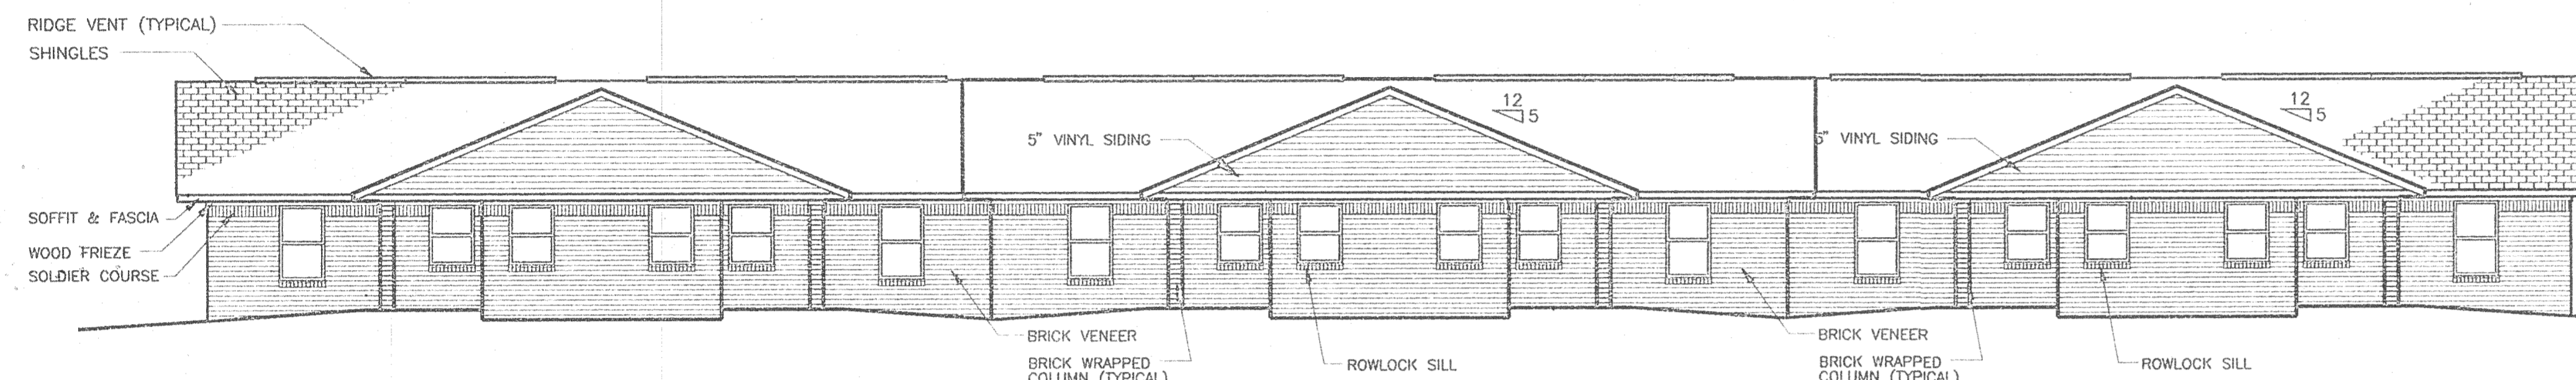 RIDGE VENT (TYPICAL)
SHINGLES
12
5
12
5
5" VINYL SIDING
5" VINYL SIDING
SOFFIT & FASCIA
WOOD FRIEZE
SOLDIER COURSE
BRICK VENEER
BRICK WRAPPED
COLUMN (TYPICAL)
ROWLOCK SILL
BRICK VENEER
BRICK WRAPPED
COLUMN (TYPICAL)
ROWLOCK SILL